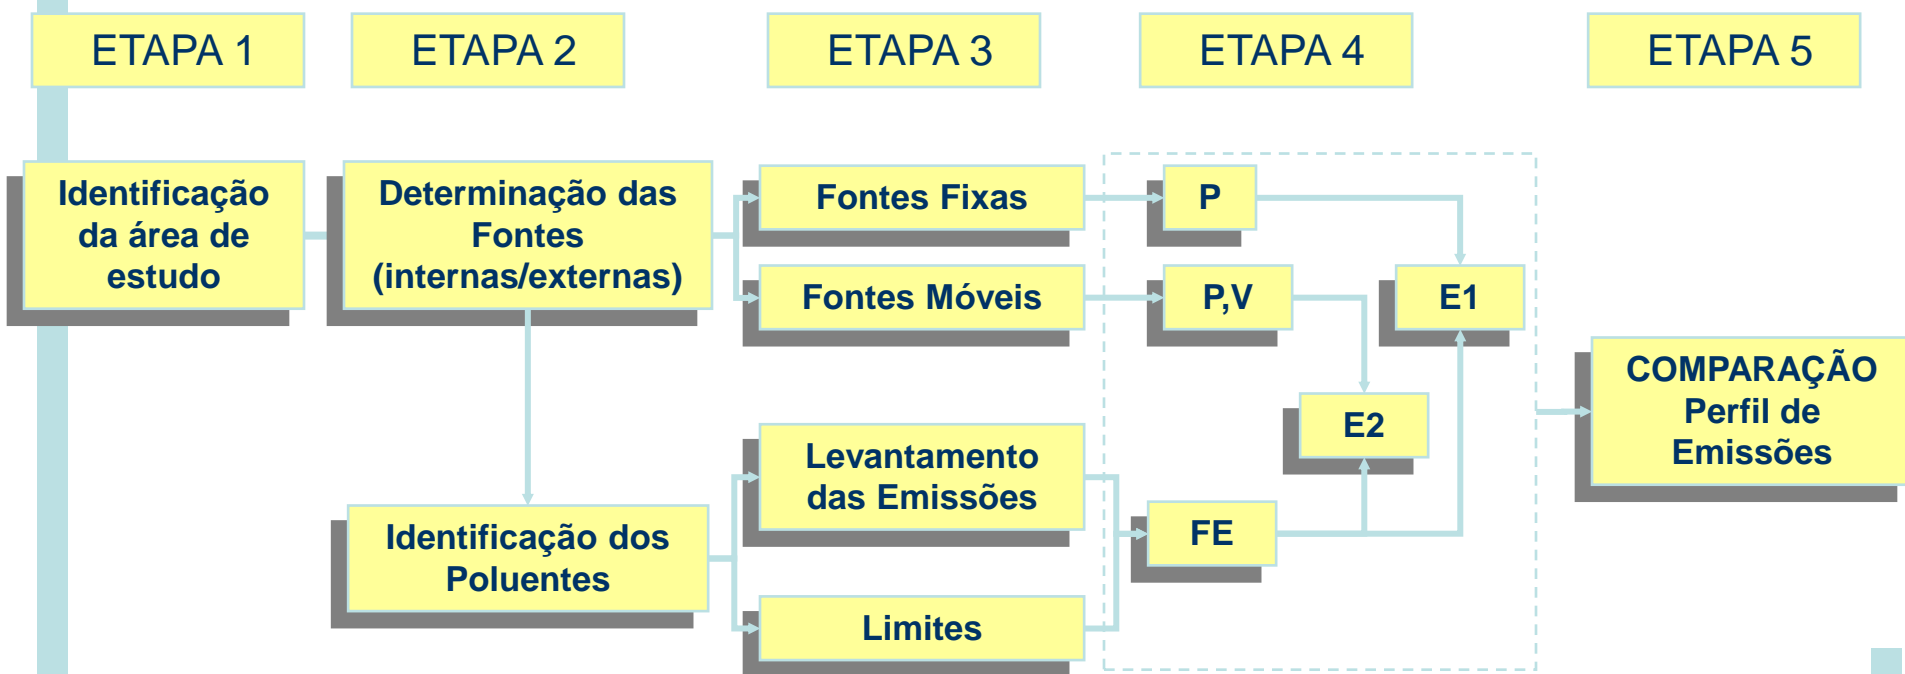 ETAPA 1
ETAPA 2
ETAPA 3
ETAPA 4
ETAPA 5
Identificação
da área de
estudo
Determinação das
Fontes
(internas/externas)
Fontes Fixas
P
Fontes Móveis
P,V
E1
COMPARAÇÃO
Perfil de
Emissões
E2
Levantamento
das Emissões
Identificação dos
Poluentes
FE
Limites